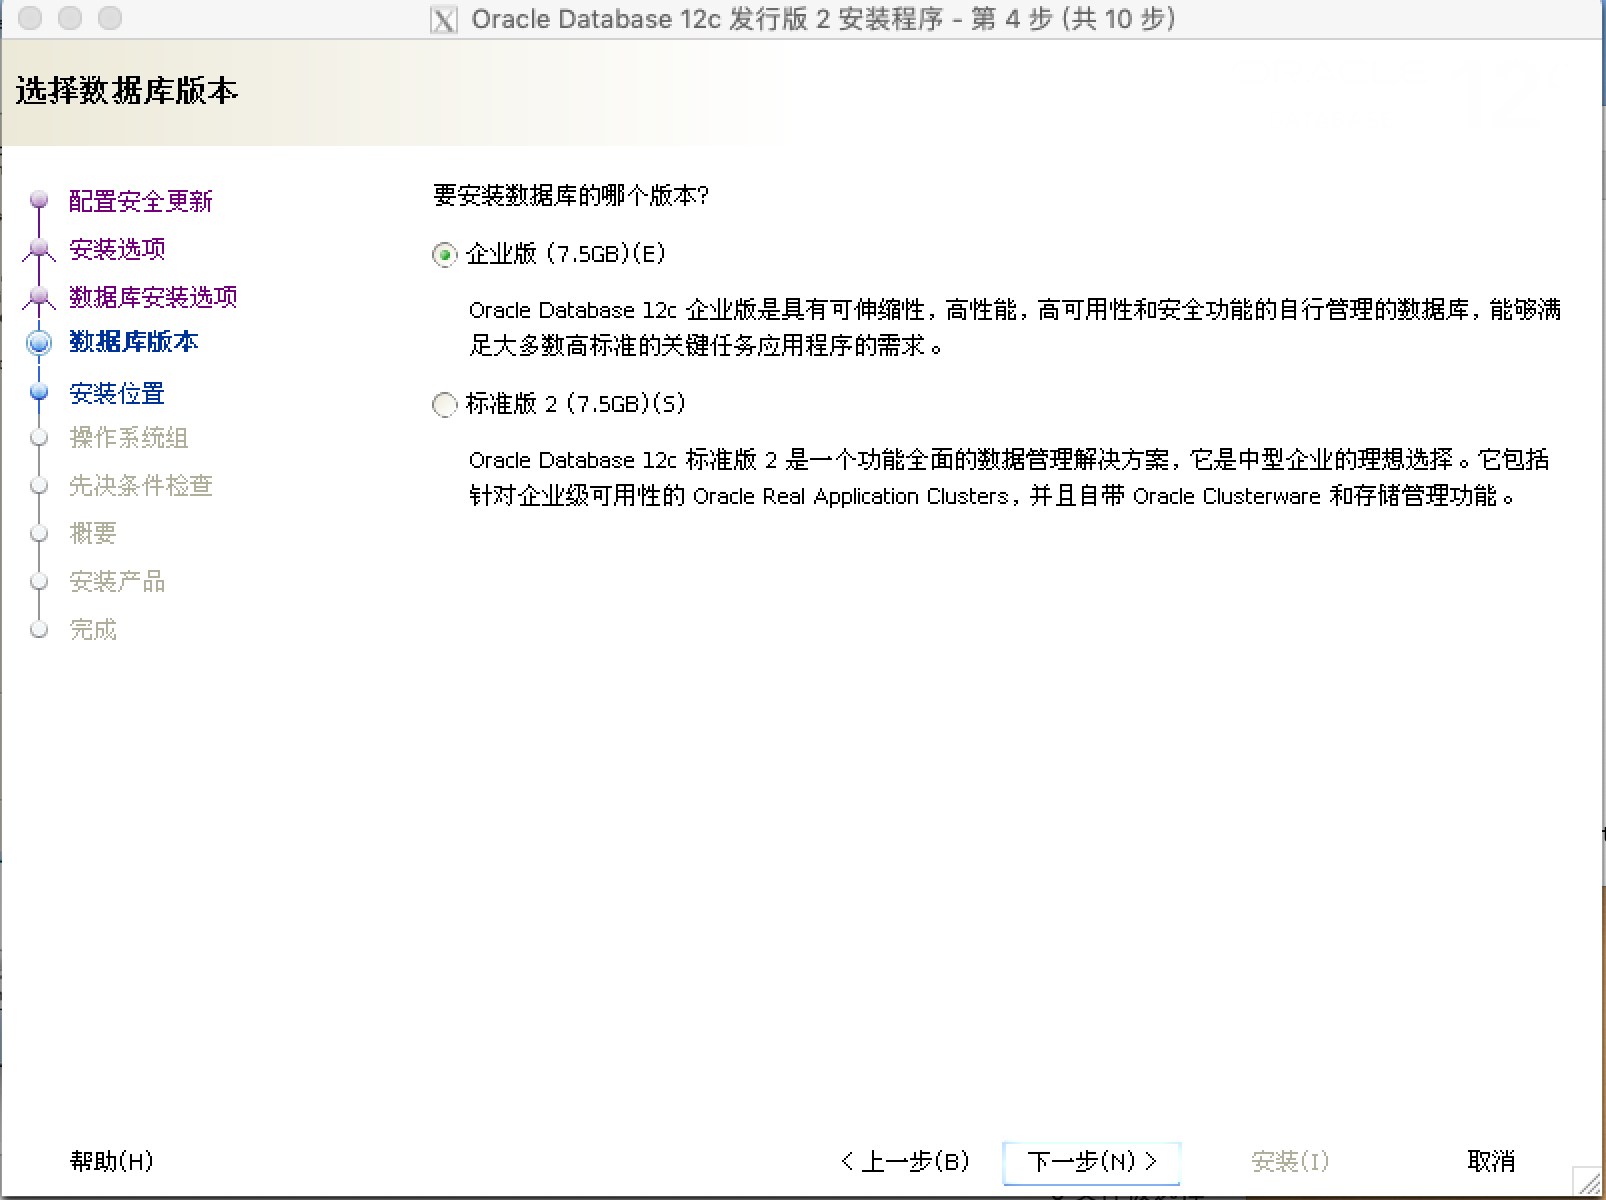 Oracle Database 12c 发行版 2 安装程序 - 第 4 步 (共 10 步)
选择数据库版本
配置安全更新
安装选项
数据库安装选项
数据库版本
安装位置
操作系统组
先决条件检查
概要
安装产品
完成
要安装数据库的哪个版本?
企业版 (7.5GB)(E)
Oracle Database 12c 企业版是具有可伸缩性, 高性能, 高可用性和安全功能的自行管理的数据库, 能够满
足大多数高标准的关键任务应用程序的需求。
标准版 2 (7.5GB)(S)
Oracle Database 12c 标准版 2 是一个功能全面的数据管理解决方案, 它是中型企业的理想选择。它包括
针对企业级可用性的 Oracle Real Application Clusters, 并且自带 Oracle Clusterware 和存储管理功能。
帮助(H)
< 上一步(B)
下一步(N) >
安装(I)
取消